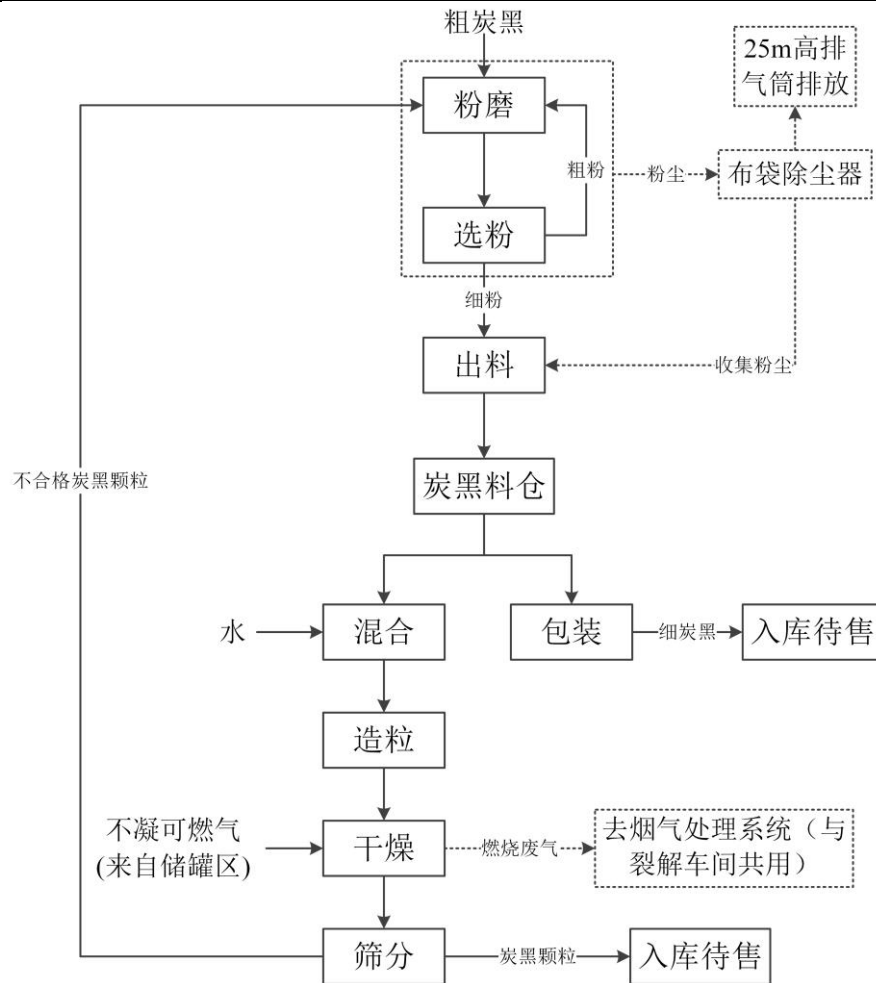 粗炭黑
25m高排
气筒排放
粉磨
粗粉
粉尘
布袋除尘器
选粉
细粉
出料
收集粉尘
不合格炭黑颗粒
炭黑料仓
水
混合
包装
细炭黑
入库待售
造粒
不凝可燃气
(来自储罐区)
干燥
燃烧废气
去烟气处理系统（与
裂解车间共用）
筛分
炭黑颗粒
入库待售